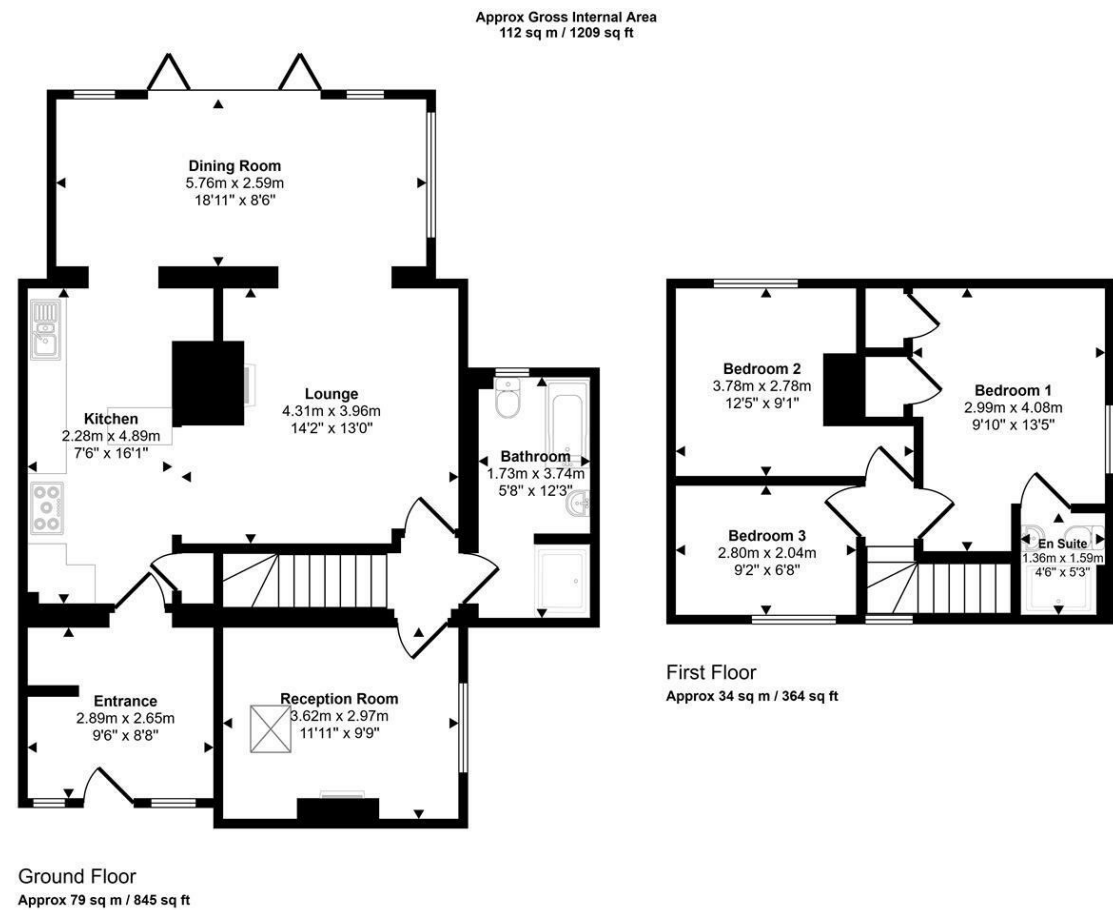 Approx Gross Internal Area
112 sq m / 1209 sq ft
Dining Room
5.76m x 2.59m
18'11" x 8'6"
Kitchen
2.28m x 4.89m
7'6" x 16'1"
Lounge
4.31m x 3.96m
14'2" x 13'0"
Bathroom
1.73m x 3.74m
5'8" x 12'3"
Entrance
2.89m x 2.65m
9'6" x 8'8"
Reception Room
3.62m x 2.97m
11'11" x 9'9"
Ground Floor
Approx 79 sq m / 845 sq ft
Bedroom 2
3.78m x 2.78m
12'5" x 9'1"
Bedroom 1
2.99m x 4.08m
9'10" x 13'5"
Bedroom 3
2.80m x 2.04m
9'2" x 6'8"
En Suite
1.36m x 1.59m
4'6" x 5'3"
First Floor
Approx 34 sq m / 364 sq ft